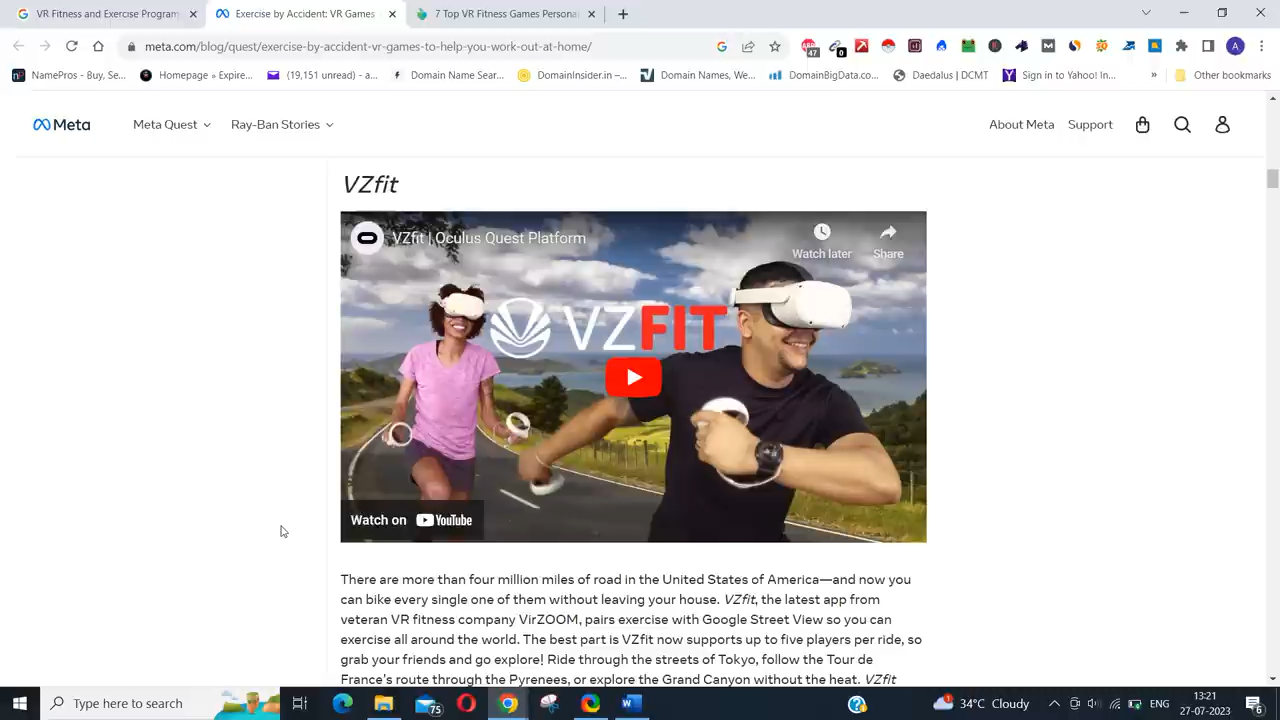 VR Fitness and Exercise Program
Exercise by Accident: VR Games
7 Top VR Fitness Games Persona
meta.com/blog/quest/exercise-by-accident-vr-games-to-help-you-work-out-at-home/
47
0
A
NamePros - Buy, Se...
Homepage » Expire...
(19,151 unread) - a...
Domain Name Sear...
DomainInsider.in –...
Domain Names, We...
DomainBigData.co...
Daedalus | DCMT
Sign in to Yahoo! In...
»
Other bookmarks
Meta
Meta Quest
Ray-Ban Stories
About Meta
Support
VZfit
VZfit | Oculus Quest Platform
Watch later
Share
VZFIT
Watch on YouTube
There are more than four million miles of road in the United States of America—and now you
can bike every single one of them without leaving your house. VZfit, the latest app from
veteran VR fitness company VirZOOM, pairs exercise with Google Street View so you can
exercise all around the world. The best part is VZfit now supports up to five players per ride, so
grab your friends and go explore! Ride through the streets of Tokyo, follow the Tour de
France's route through the Pyrenees, or explore the Grand Canyon without the heat. VZfit
Type here to search
75
34°C Cloudy
ENG
13:21
27-07-2023
6